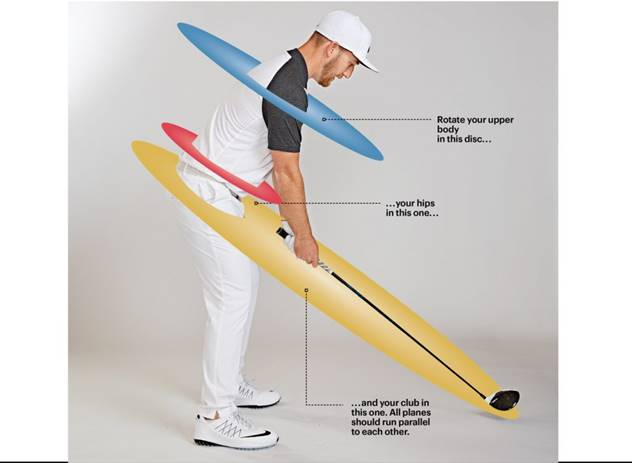 Rotate your upper
body
in this disc...
...your hips
in this one...
...and your club in
this one. All planes
should run parallel
to each other.